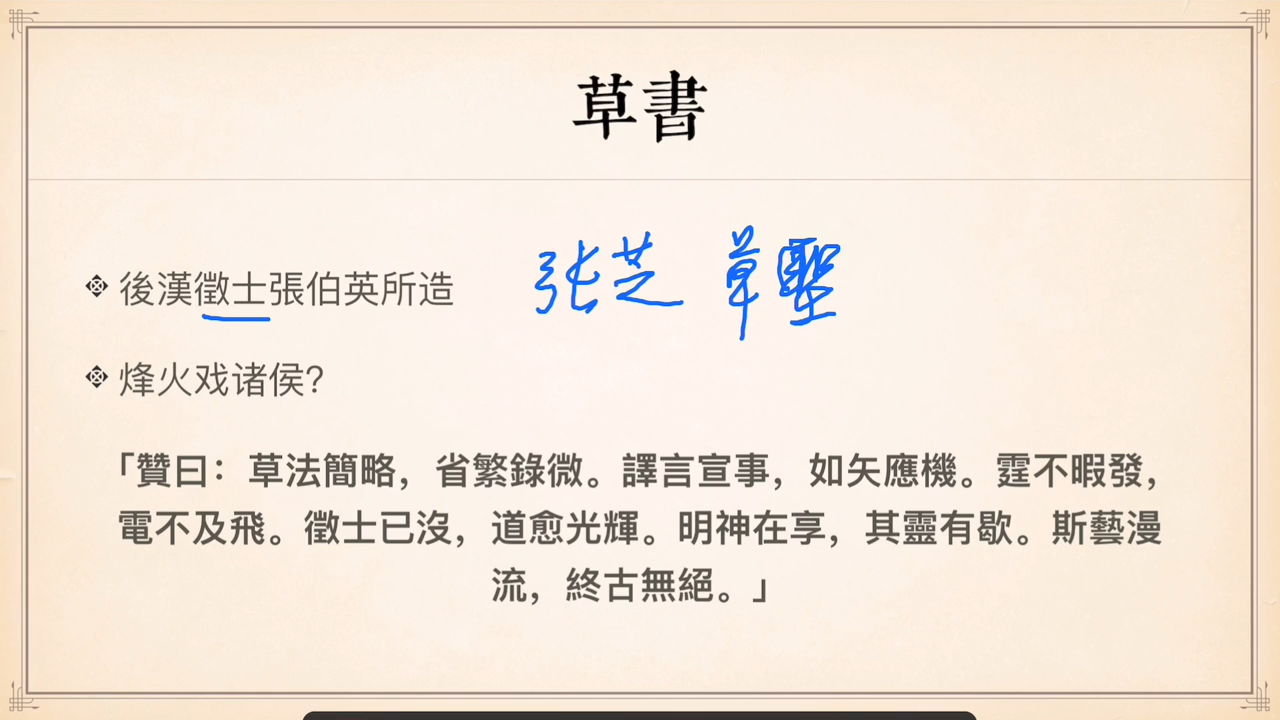 草書
後漢徵士張伯英所造 张芝 草聖
烽火戏诸侯？
「贊曰：草法簡略，省繁錄微。譯言宣事，如矢應機。霆不暇發，
電不及飛。徵士已沒，道愈光輝。明神在享，其靈有歇。斯藝漫
流，終古無絕。」